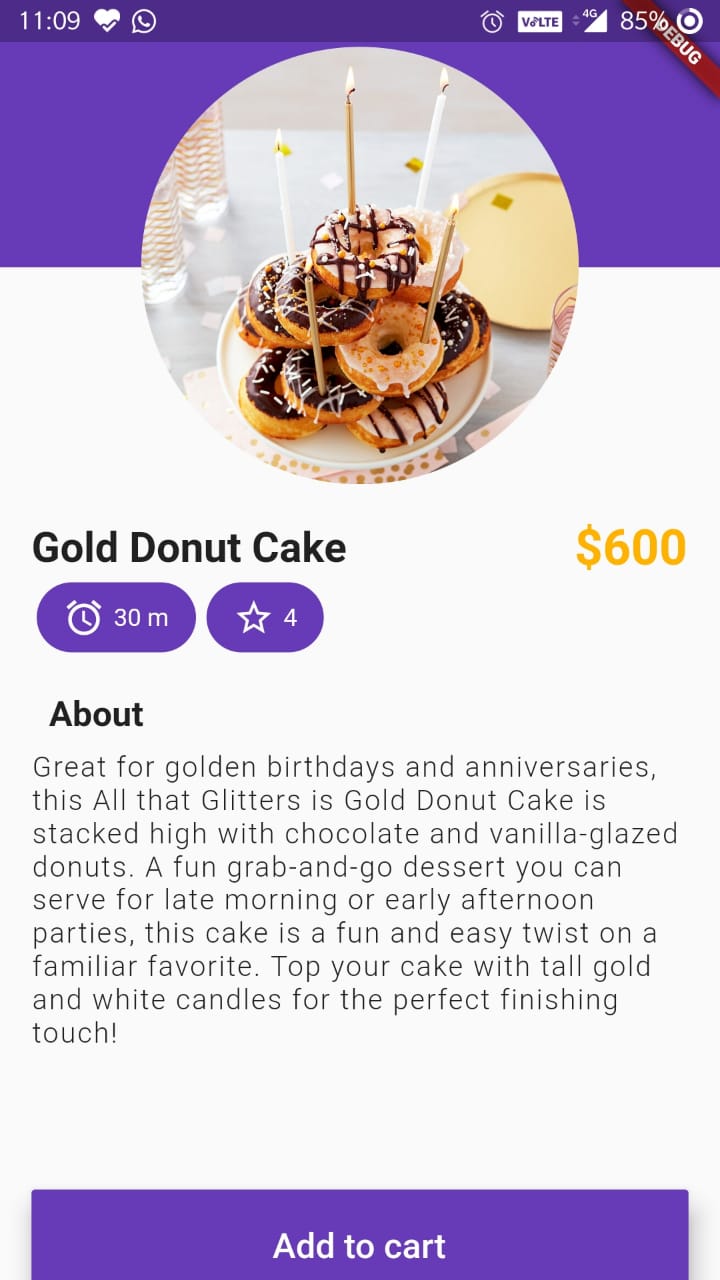 11:09 VoLTE 4G 85%
DEBUG
Gold Donut Cake $600
30 m 4
About
Great for golden birthdays and anniversaries,
this All that Glitters is Gold Donut Cake is
stacked high with chocolate and vanilla-glazed
donuts. A fun grab-and-go dessert you can
serve for late morning or early afternoon
parties, this cake is a fun and easy twist on a
familiar favorite. Top your cake with tall gold
and white candles for the perfect finishing
touch!
Add to cart